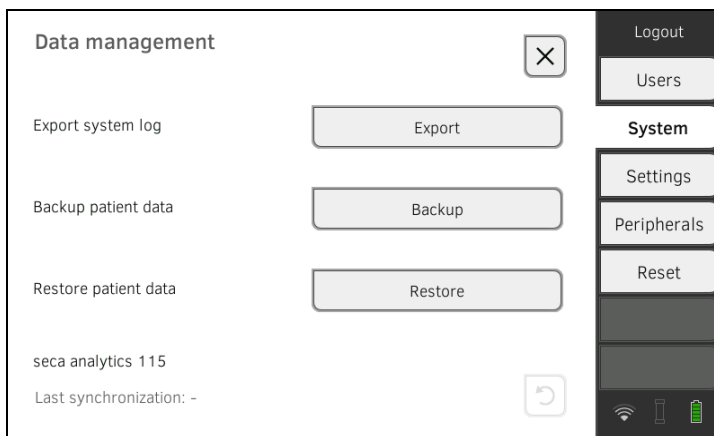 Data management
Export system log
Export
Backup patient data
Backup
Restore patient data
Restore
seca analytics 115
Last synchronization: -
Logout
Users
System
Settings
Peripherals
Reset